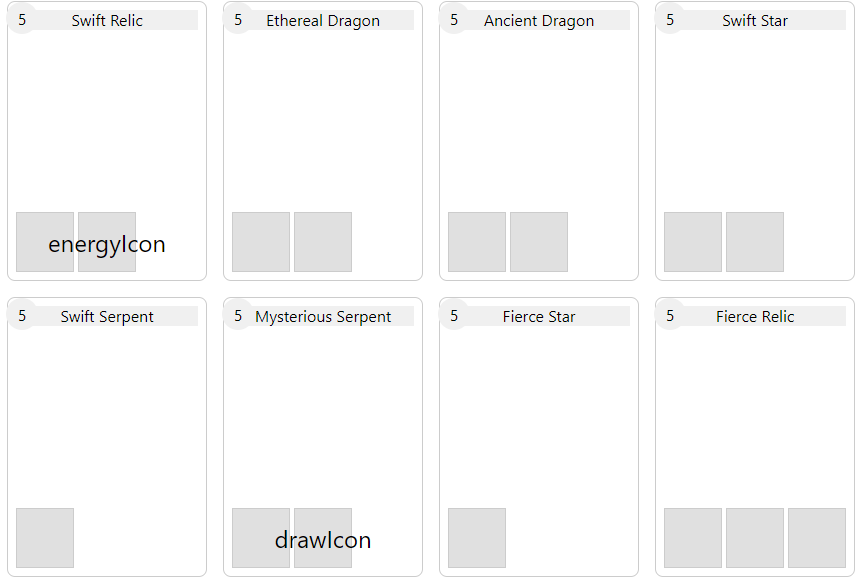 5 Swift Relic
energyIcon
5 Ethereal Dragon
5 Ancient Dragon
5 Swift Star
5 Swift Serpent
5 Mysterious Serpent
drawIcon
5 Fierce Star
5 Fierce Relic